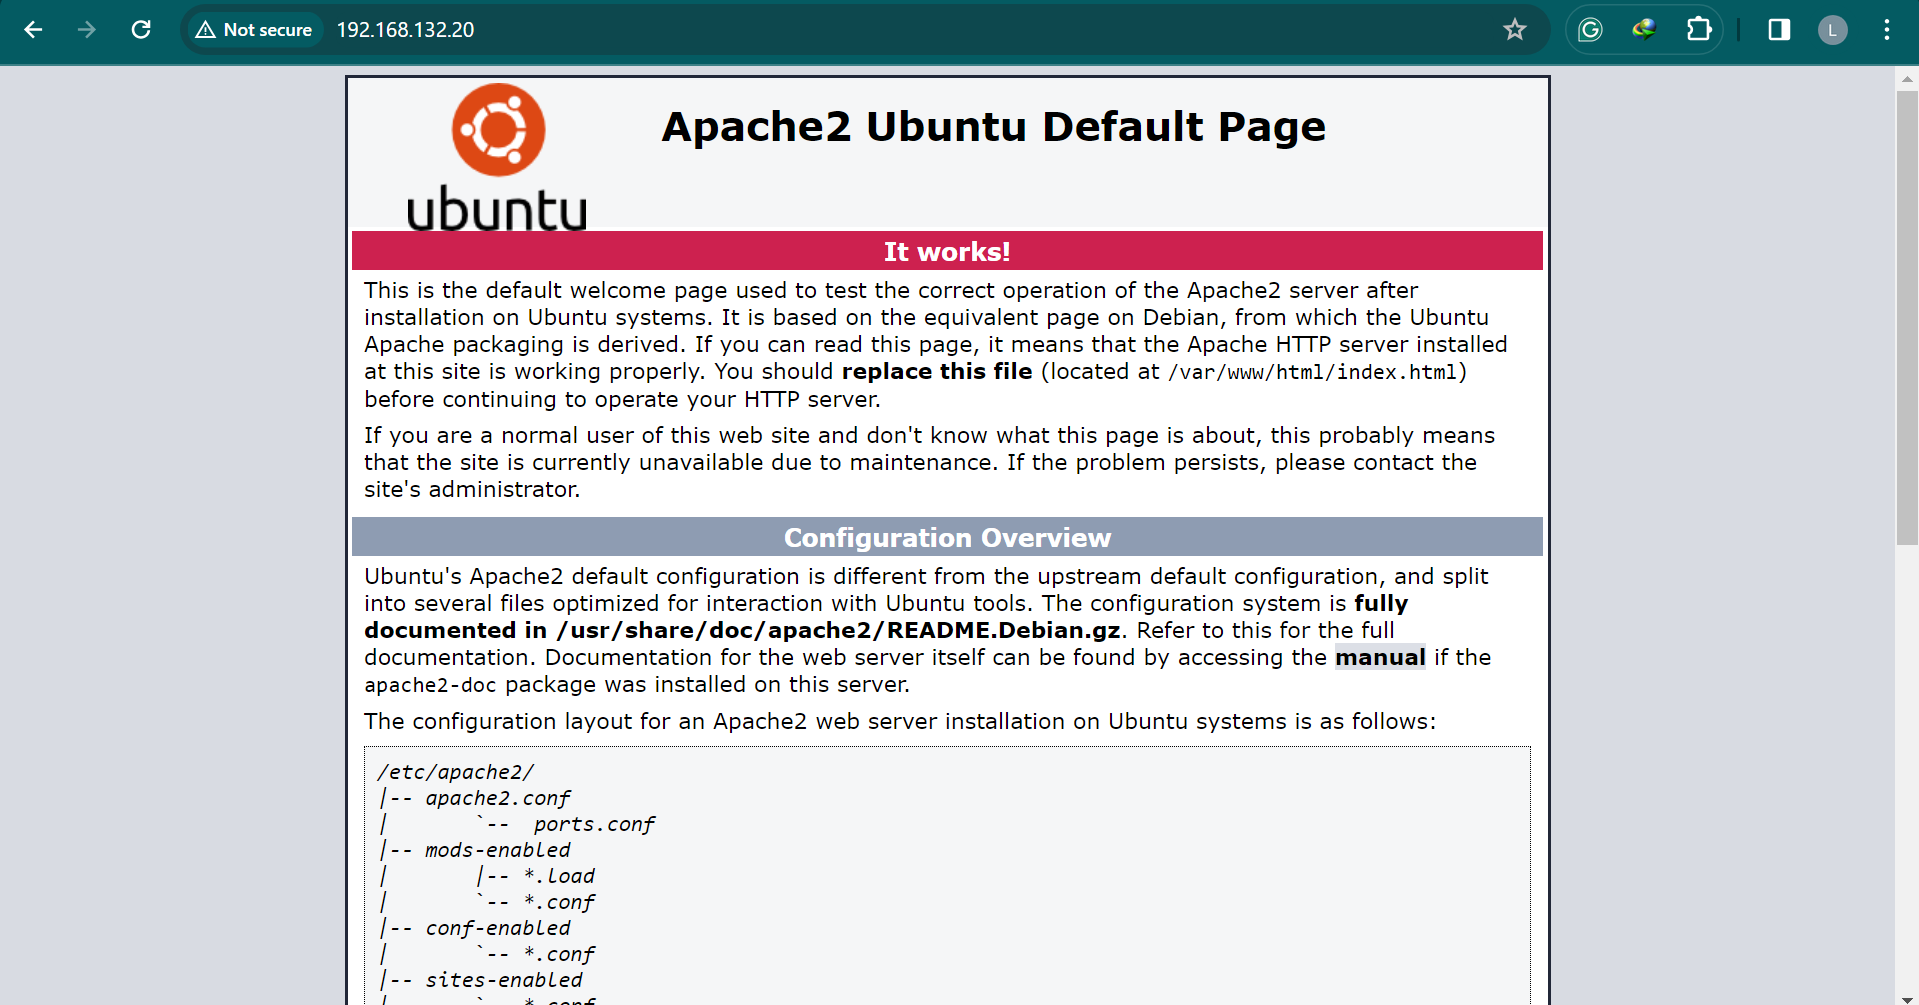 Not secure 192.168.132.20 L
ubuntu
Apache2 Ubuntu Default Page
It works!
This is the default welcome page used to test the correct operation of the Apache2 server after
installation on Ubuntu systems. It is based on the equivalent page on Debian, from which the Ubuntu
Apache packaging is derived. If you can read this page, it means that the Apache HTTP server installed
at this site is working properly. You should replace this file (located at /var/www/html/index.html)
before continuing to operate your HTTP server.
If you are a normal user of this web site and don't know what this page is about, this probably means
that the site is currently unavailable due to maintenance. If the problem persists, please contact the
site's administrator.
Configuration Overview
Ubuntu's Apache2 default configuration is different from the upstream default configuration, and split
into several files optimized for interaction with Ubuntu tools. The configuration system is fully
documented in /usr/share/doc/apache2/README.Debian.gz. Refer to this for the full
documentation. Documentation for the web server itself can be found by accessing the manual if the
apache2-doc package was installed on this server.
The configuration layout for an Apache2 web server installation on Ubuntu systems is as follows:
/etc/apache2/
|-- apache2.conf
|       `--  ports.conf
|-- mods-enabled
|       |-- *.load
|       `-- *.conf
|-- conf-enabled
|       `-- *.conf
|-- sites-enabled
|       `-- *.conf